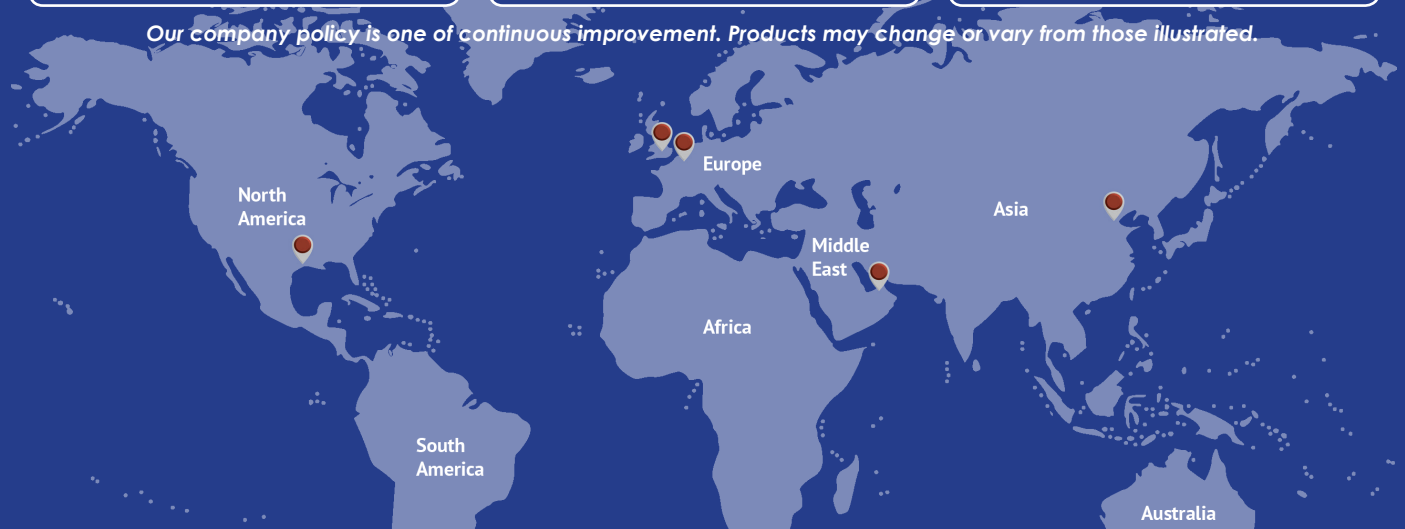 Our company policy is one of continuous improvement. Products may change or vary from those illustrated.
Europe
North
America
Asia
Middle
East
Africa
South
America
Australia